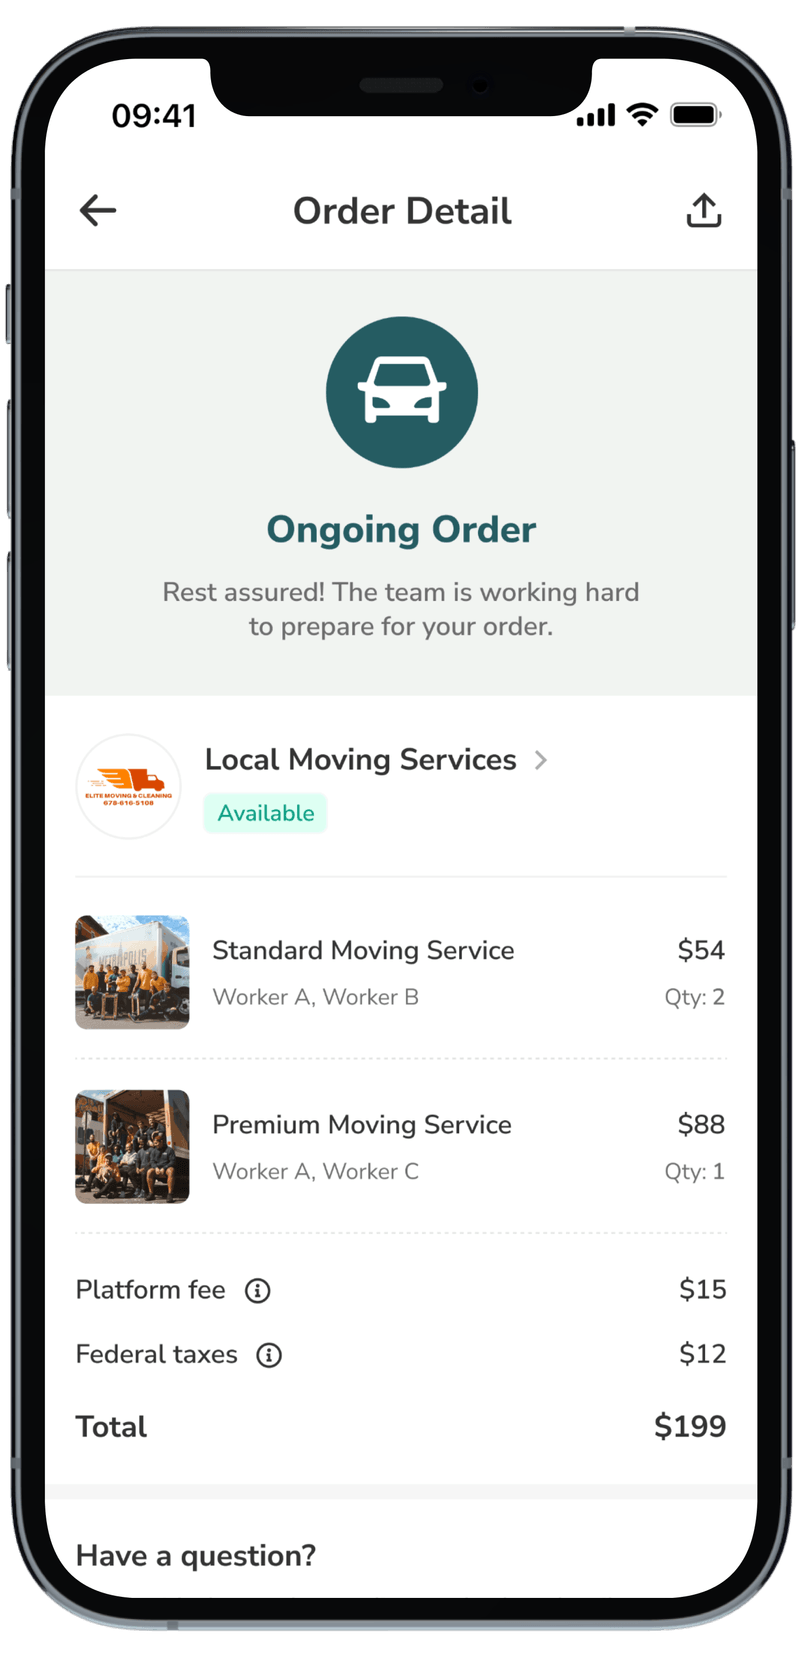 09:41
Order Detail
Ongoing Order
Rest assured! The team is working hard
to prepare for your order.
Local Moving Services
ELITE MOVING & CLEANING
678-616-5108
Available
METROPOLIS
Standard Moving Service $54
Worker A, Worker B Qty: 2
Premium Moving Service $88
Worker A, Worker C Qty: 1
Platform fee $15
Federal taxes $12
Total $199
Have a question?